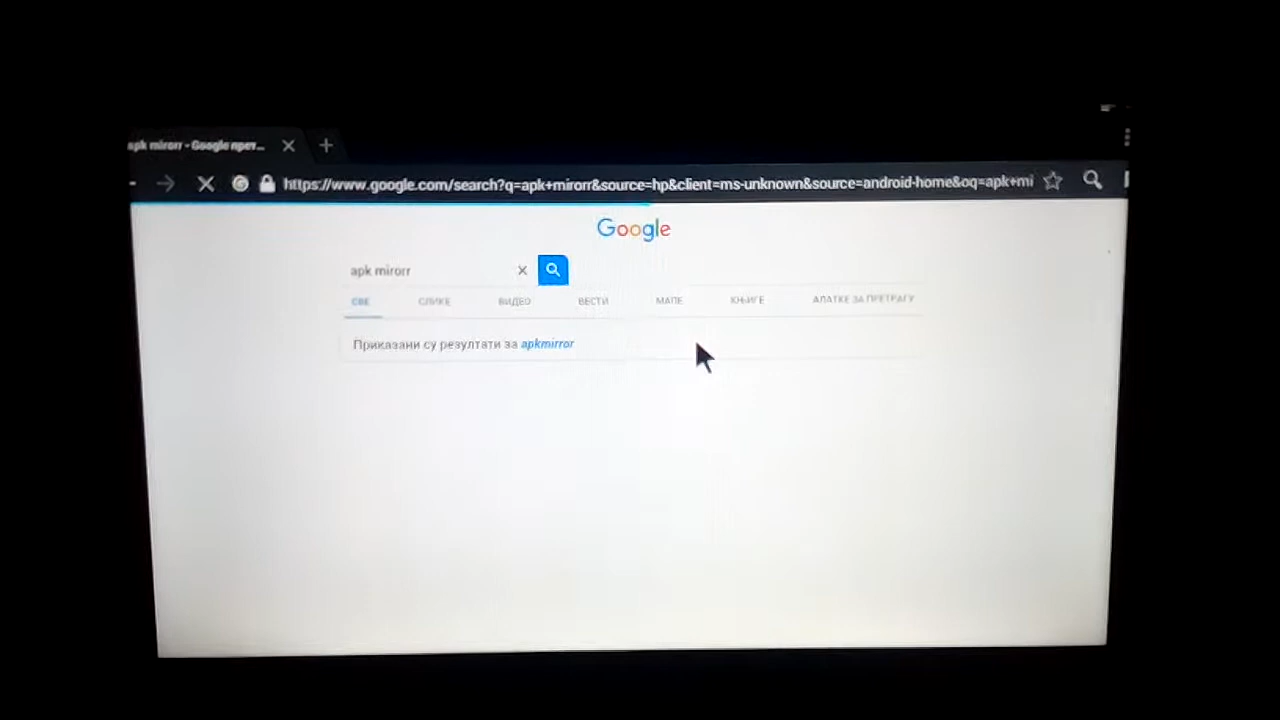 apk mirorr - Google прет...
https://www.google.com/search?q=apk+mirorr&source=hp&client=ms-unknown&source=android-home&oq=apk+mi
Google
apk mirorr
СВЕ СЛИКЕ ВИДЕО ВЕСТИ МАПЕ КЊИГЕ АЛАТКЕ ЗА ПРЕТРАГУ
Приказани су резултати за apkmirror